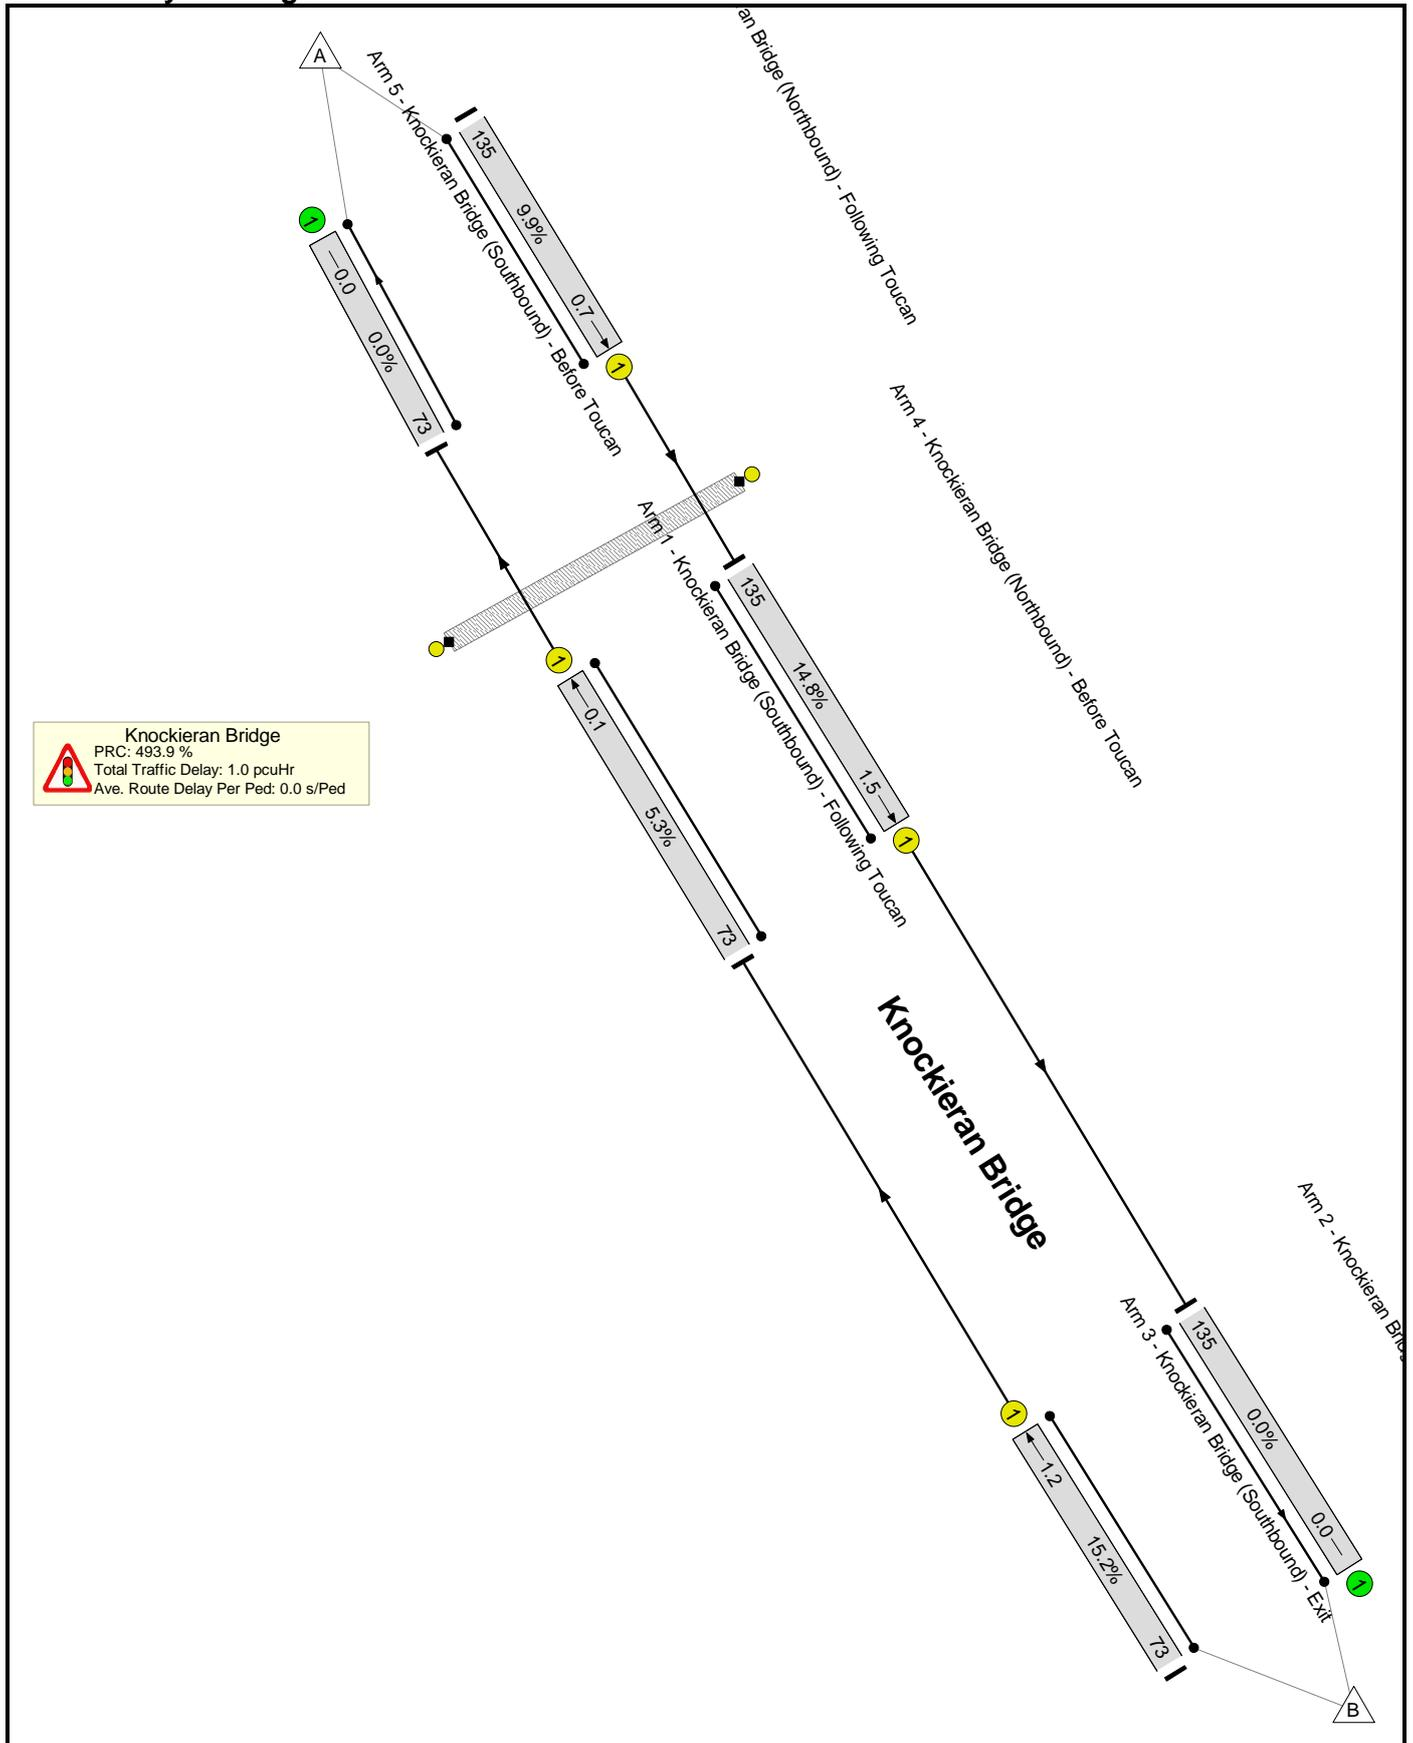 A
Arm 5 - Knockieran Bridge (Southbound) - Before Toucan
Bridge (Northbound) - Following Toucan
135
9.9%
0.7
1
1
0.0
0.0%
73
Arm 4 - Knockieran Bridge (Northbound) - Before Toucan
Arm 1 - Knockieran Bridge (Southbound) - Following Toucan
135
14.8%
1.5
1
1
0.1
5.3%
73
Knockieran Bridge
PRC: 493.9 %
Total Traffic Delay: 1.0 pcuHr
Ave. Route Delay Per Ped: 0.0 s/Ped
Knockieran Bridge
Arm 2 - Knockieran
Arm 3 - Knockieran Bridge (Southbound) - Exit
135
0.0%
0.0
1
1
1.2
15.2%
73
B